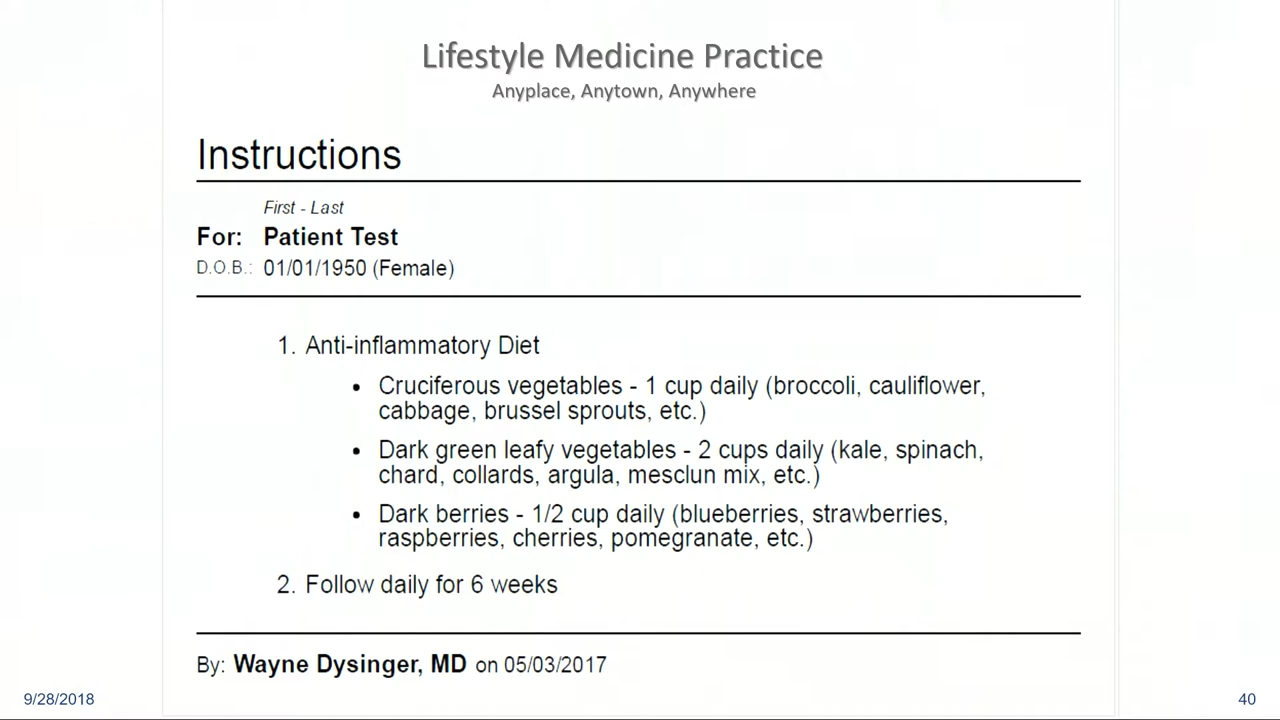 Lifestyle Medicine Practice
Anyplace, Anytown, Anywhere
Instructions
First - Last
For: Patient Test
D.O.B.: 01/01/1950 (Female)
1. Anti-inflammatory Diet
• Cruciferous vegetables - 1 cup daily (broccoli, cauliflower,
cabbage, brussel sprouts, etc.)
• Dark green leafy vegetables - 2 cups daily (kale, spinach,
chard, collards, argula, mesclun mix, etc.)
• Dark berries - 1/2 cup daily (blueberries, strawberries,
raspberries, cherries, pomegranate, etc.)
2. Follow daily for 6 weeks
By: Wayne Dysinger, MD on 05/03/2017
9/28/2018
40